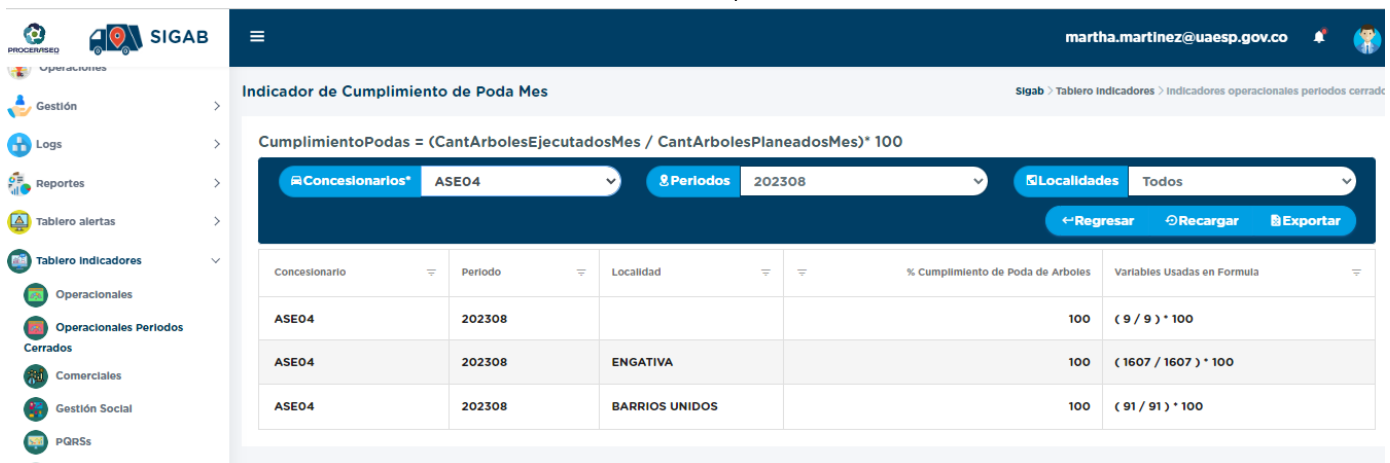 PROCERASEO
SIGAB
martha.martinez@uaesp.gov.co
Operaciones
Gestión
Logs
Reportes
Tablero alertas
Tablero Indicadores
Operacionales
Operacionales Periodos
Cerrados
Comerciales
Gestión Social
PQRSs
Indicador de Cumplimiento de Poda Mes
Sigab > Tablero Indicadores > Indicadores operacionales periodos cerrado
CumplimientoPodas = (CantArbolesEjecutadosMes / CantArbolesPlaneadosMes)* 100
Concesionarios* ASE04 Periodos 202308 Localidades Todos
Regresar Recargar Exportar
Concesionario Periodo Localidad % Cumplimiento de Poda de Arboles Variables Usadas en Formula
ASE04 202308 100 ( 9 / 9 ) * 100
ASE04 202308 ENGATIVA 100 ( 1607 / 1607 ) * 100
ASE04 202308 BARRIOS UNIDOS 100 ( 91 / 91 ) * 100